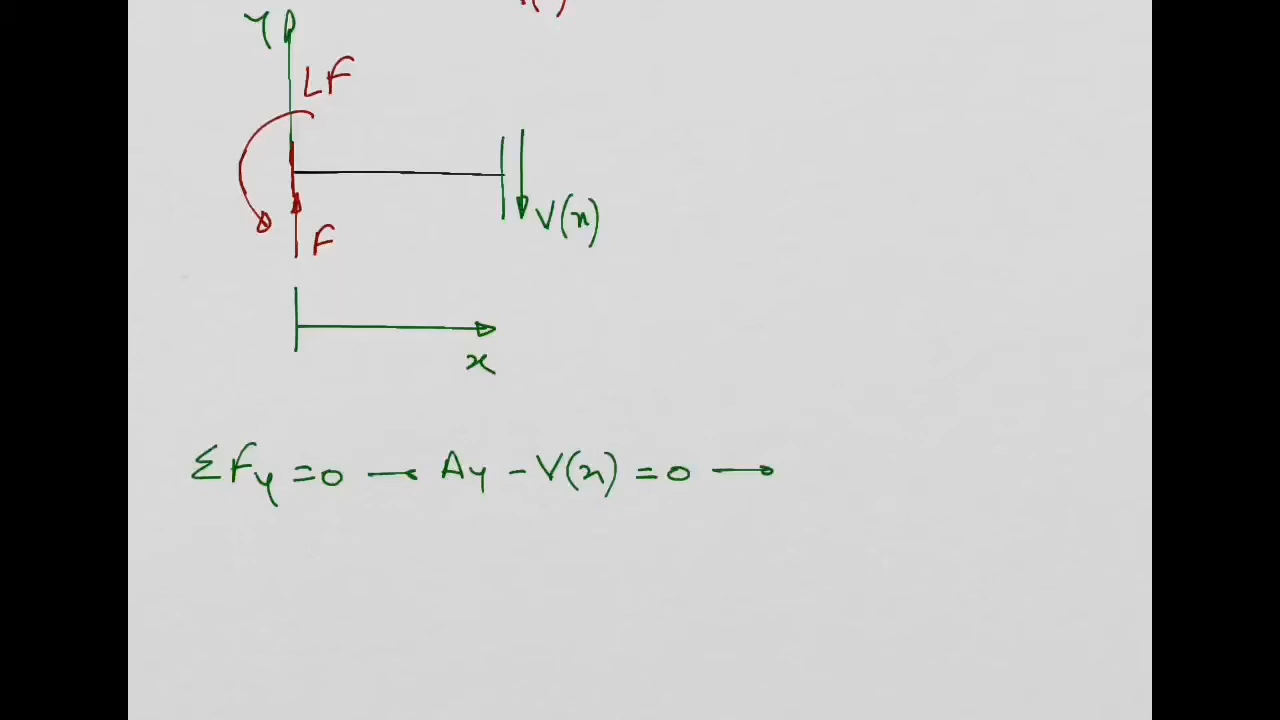 Y
LF
V(x)
F
x
ΣFy = 0 → Ay - V(x) = 0 →